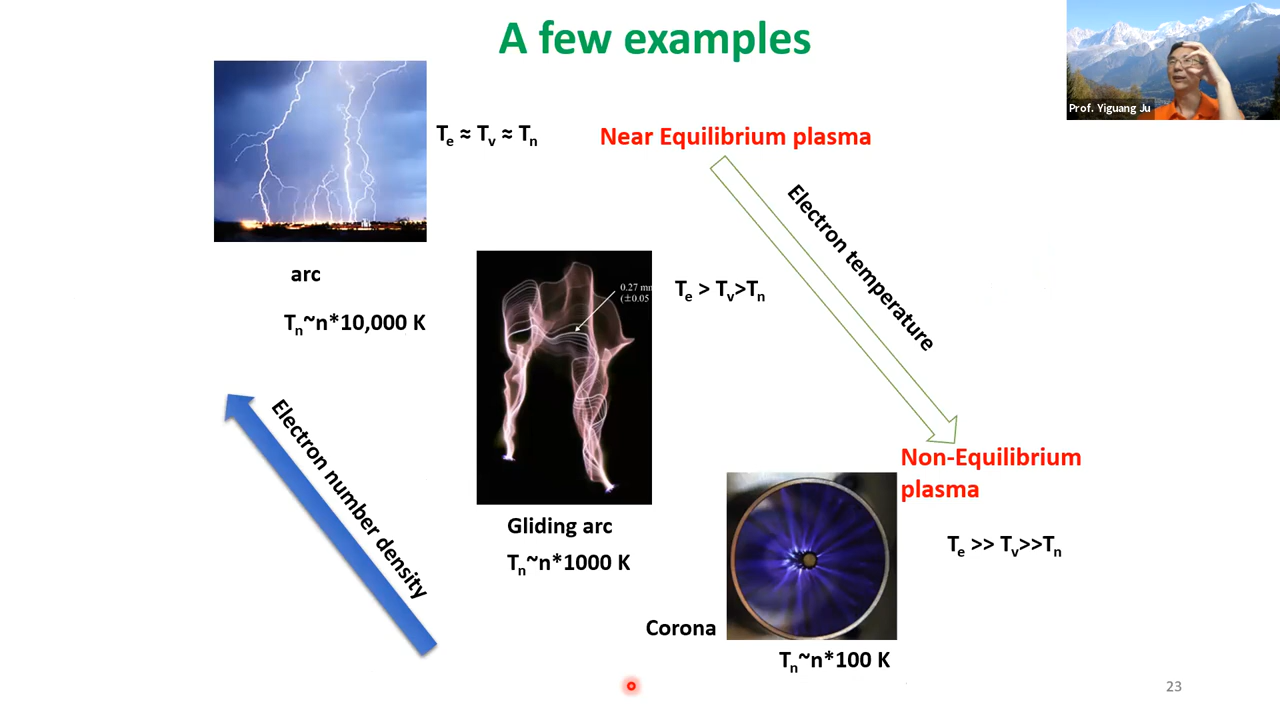 A few examples
Prof. Yiguang Ju
Te ≈ Tv ≈ Tn
Near Equilibrium plasma
Electron temperature
arc
Tn~n*10,000 K
0.27 mm
(±0.05
Te > Tv>Tn
Electron number density
Gliding arc
Tn~n*1000 K
Non-Equilibrium
plasma
Te >> Tv>>Tn
Corona
Tn~n*100 K
23